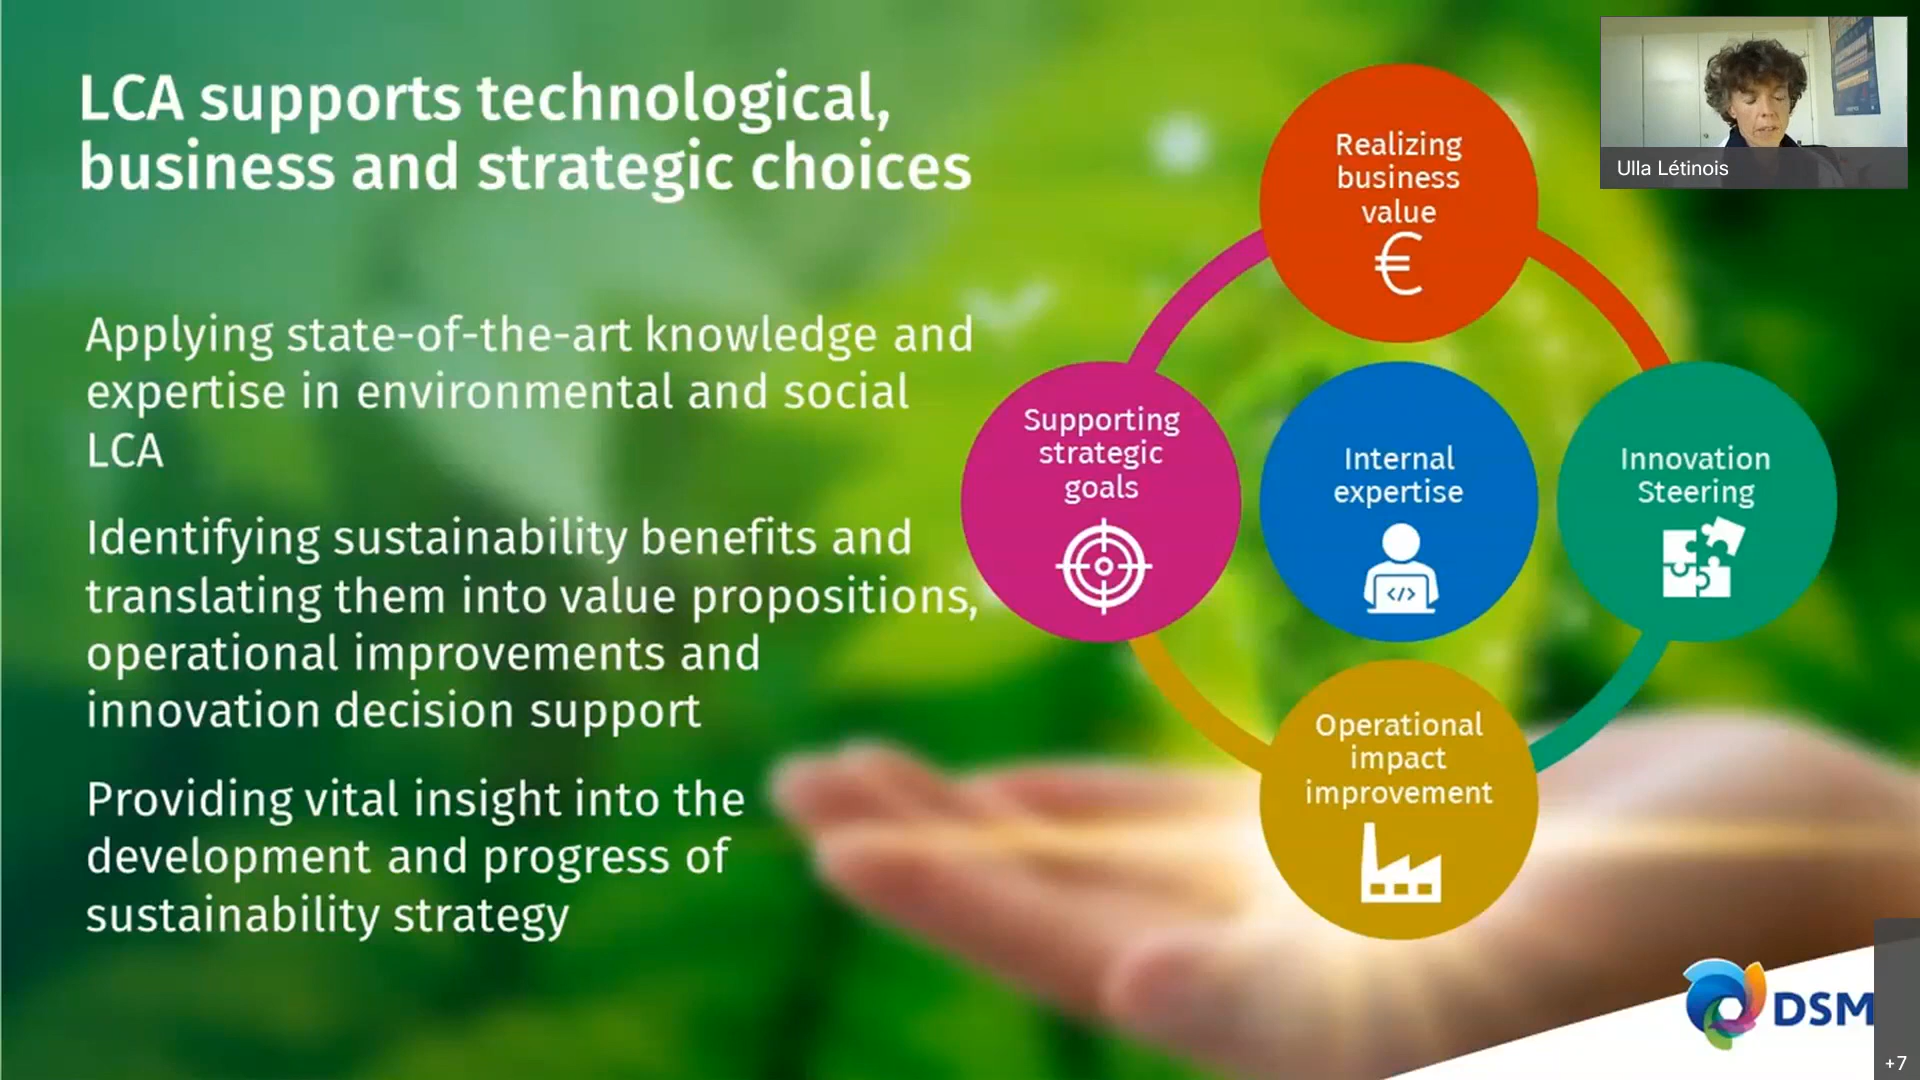 LCA supports technological,
business and strategic choices
Applying state-of-the-art knowledge and
expertise in environmental and social
LCA
Identifying sustainability benefits and
translating them into value propositions,
operational improvements and
innovation decision support
Providing vital insight into the
development and progress of
sustainability strategy
Realizing
business
value
€
Supporting
strategic
goals
Internal
expertise
</>
Innovation
Steering
Operational
impact
improvement
Ulla Létinois
DSM
+7